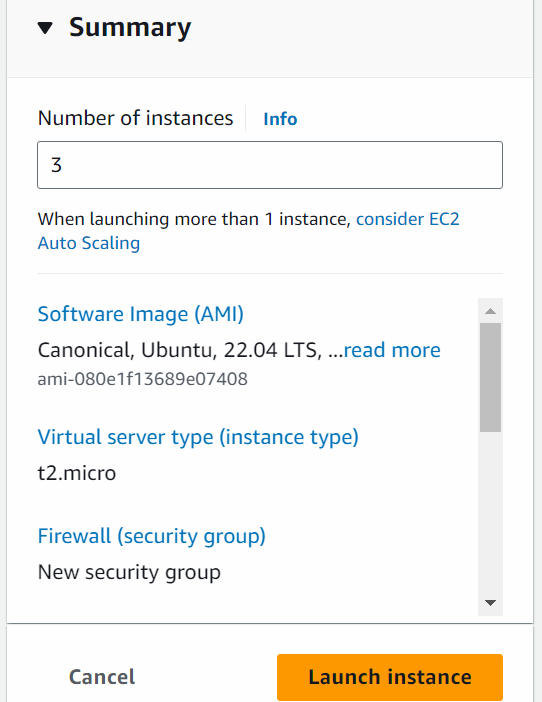 Summary
Number of instances Info
3
When launching more than 1 instance, consider EC2
Auto Scaling
Software Image (AMI)
Canonical, Ubuntu, 22.04 LTS, ...read more
ami-080e1f13689e07408
Virtual server type (instance type)
t2.micro
Firewall (security group)
New security group
Cancel Launch instance